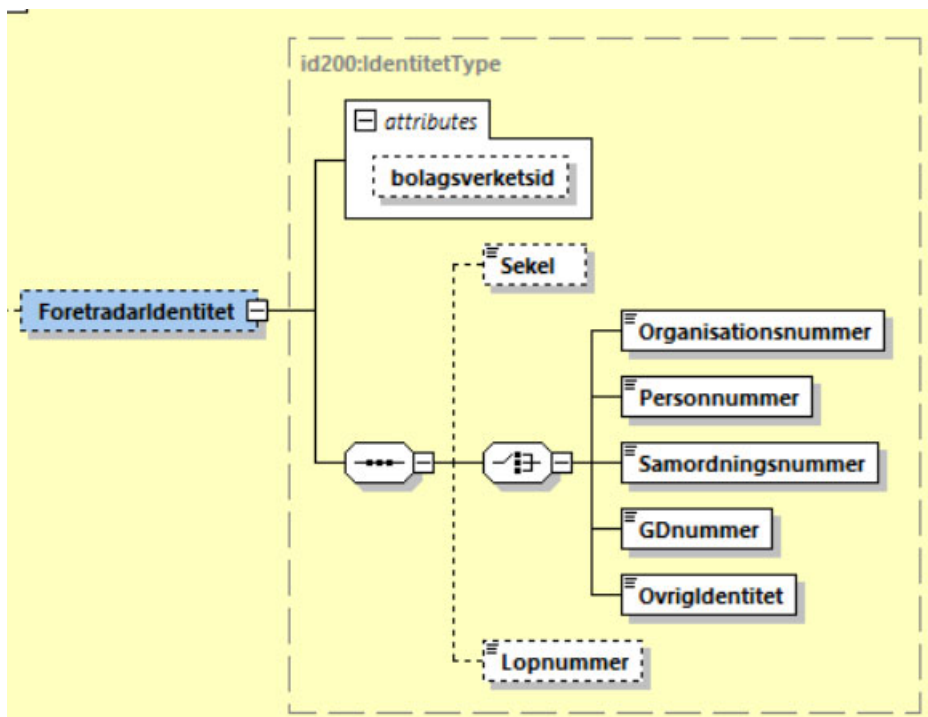 id200:IdentitetType
attributes
bolagsverketsid
Sekel
ForetradarIdentitet
Organisationsnummer
Personnummer
Samordningsnummer
GDnummer
OvrigIdentitet
Lopnummer